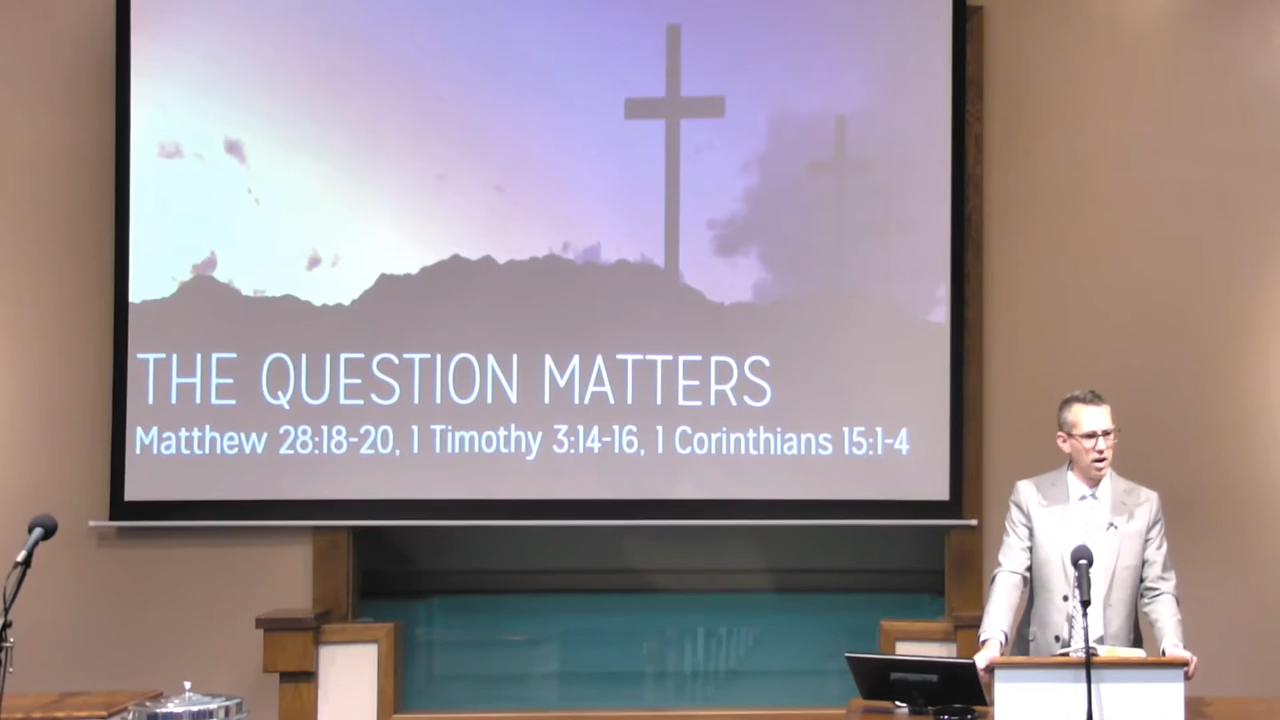 THE QUESTION MATTERS
Matthew 28:18-20, 1 Timothy 3:14-16, 1 Corinthians 15:1-4